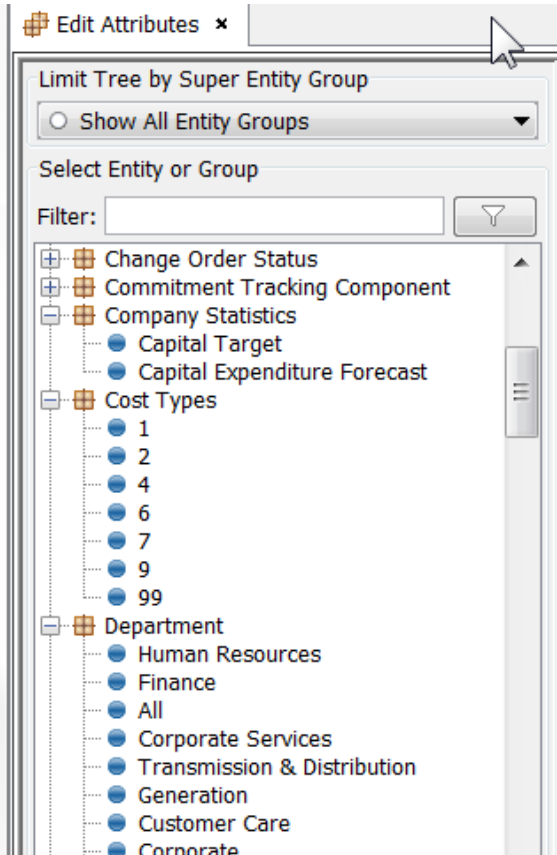 Edit Attributes ×
Limit Tree by Super Entity Group
Show All Entity Groups
Select Entity or Group
Filter:
Change Order Status
Commitment Tracking Component
Company Statistics
Capital Target
Capital Expenditure Forecast
Cost Types
1
2
4
6
7
9
99
Department
Human Resources
Finance
All
Corporate Services
Transmission & Distribution
Generation
Customer Care
Corporate